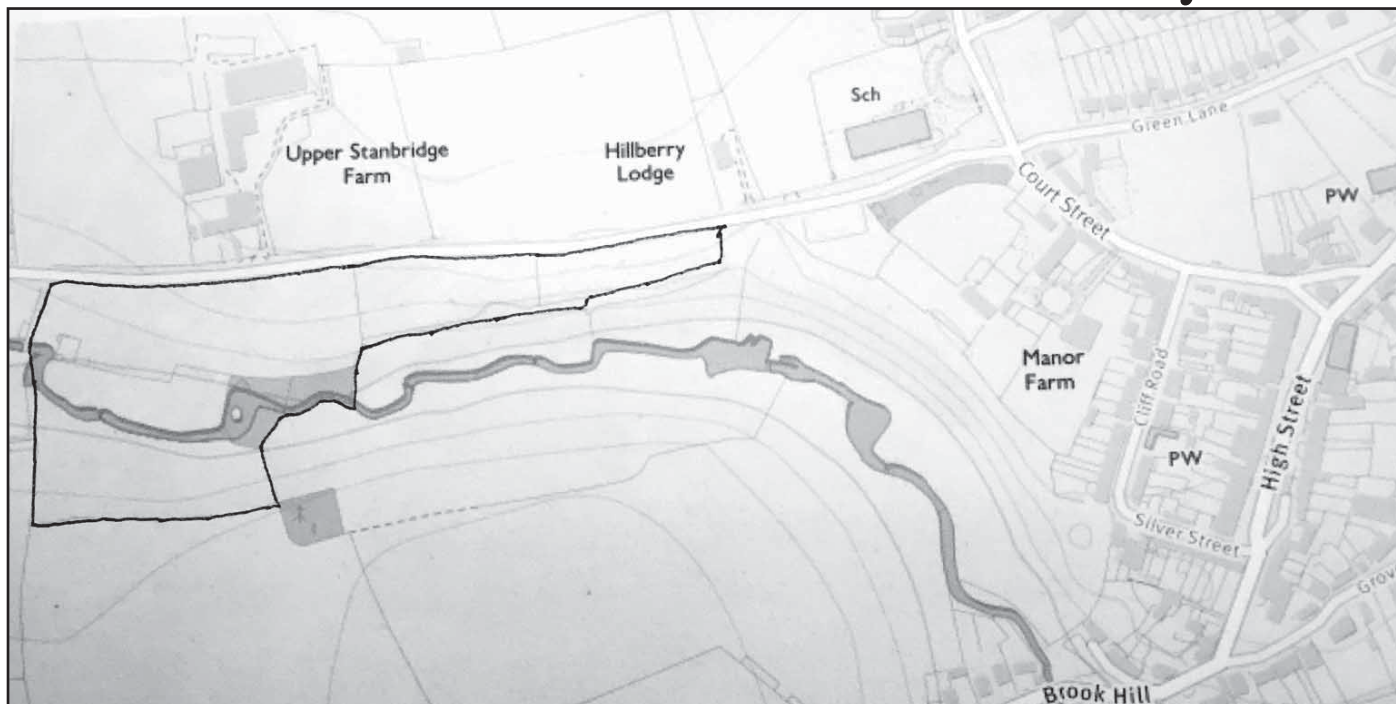 Sch
Green Lane
Upper Stanbridge
Farm
Hillberry
Lodge
Court Street
PW
Manor
Farm
Cliff Road
PW
High Street
Silver Street
Brook Hill